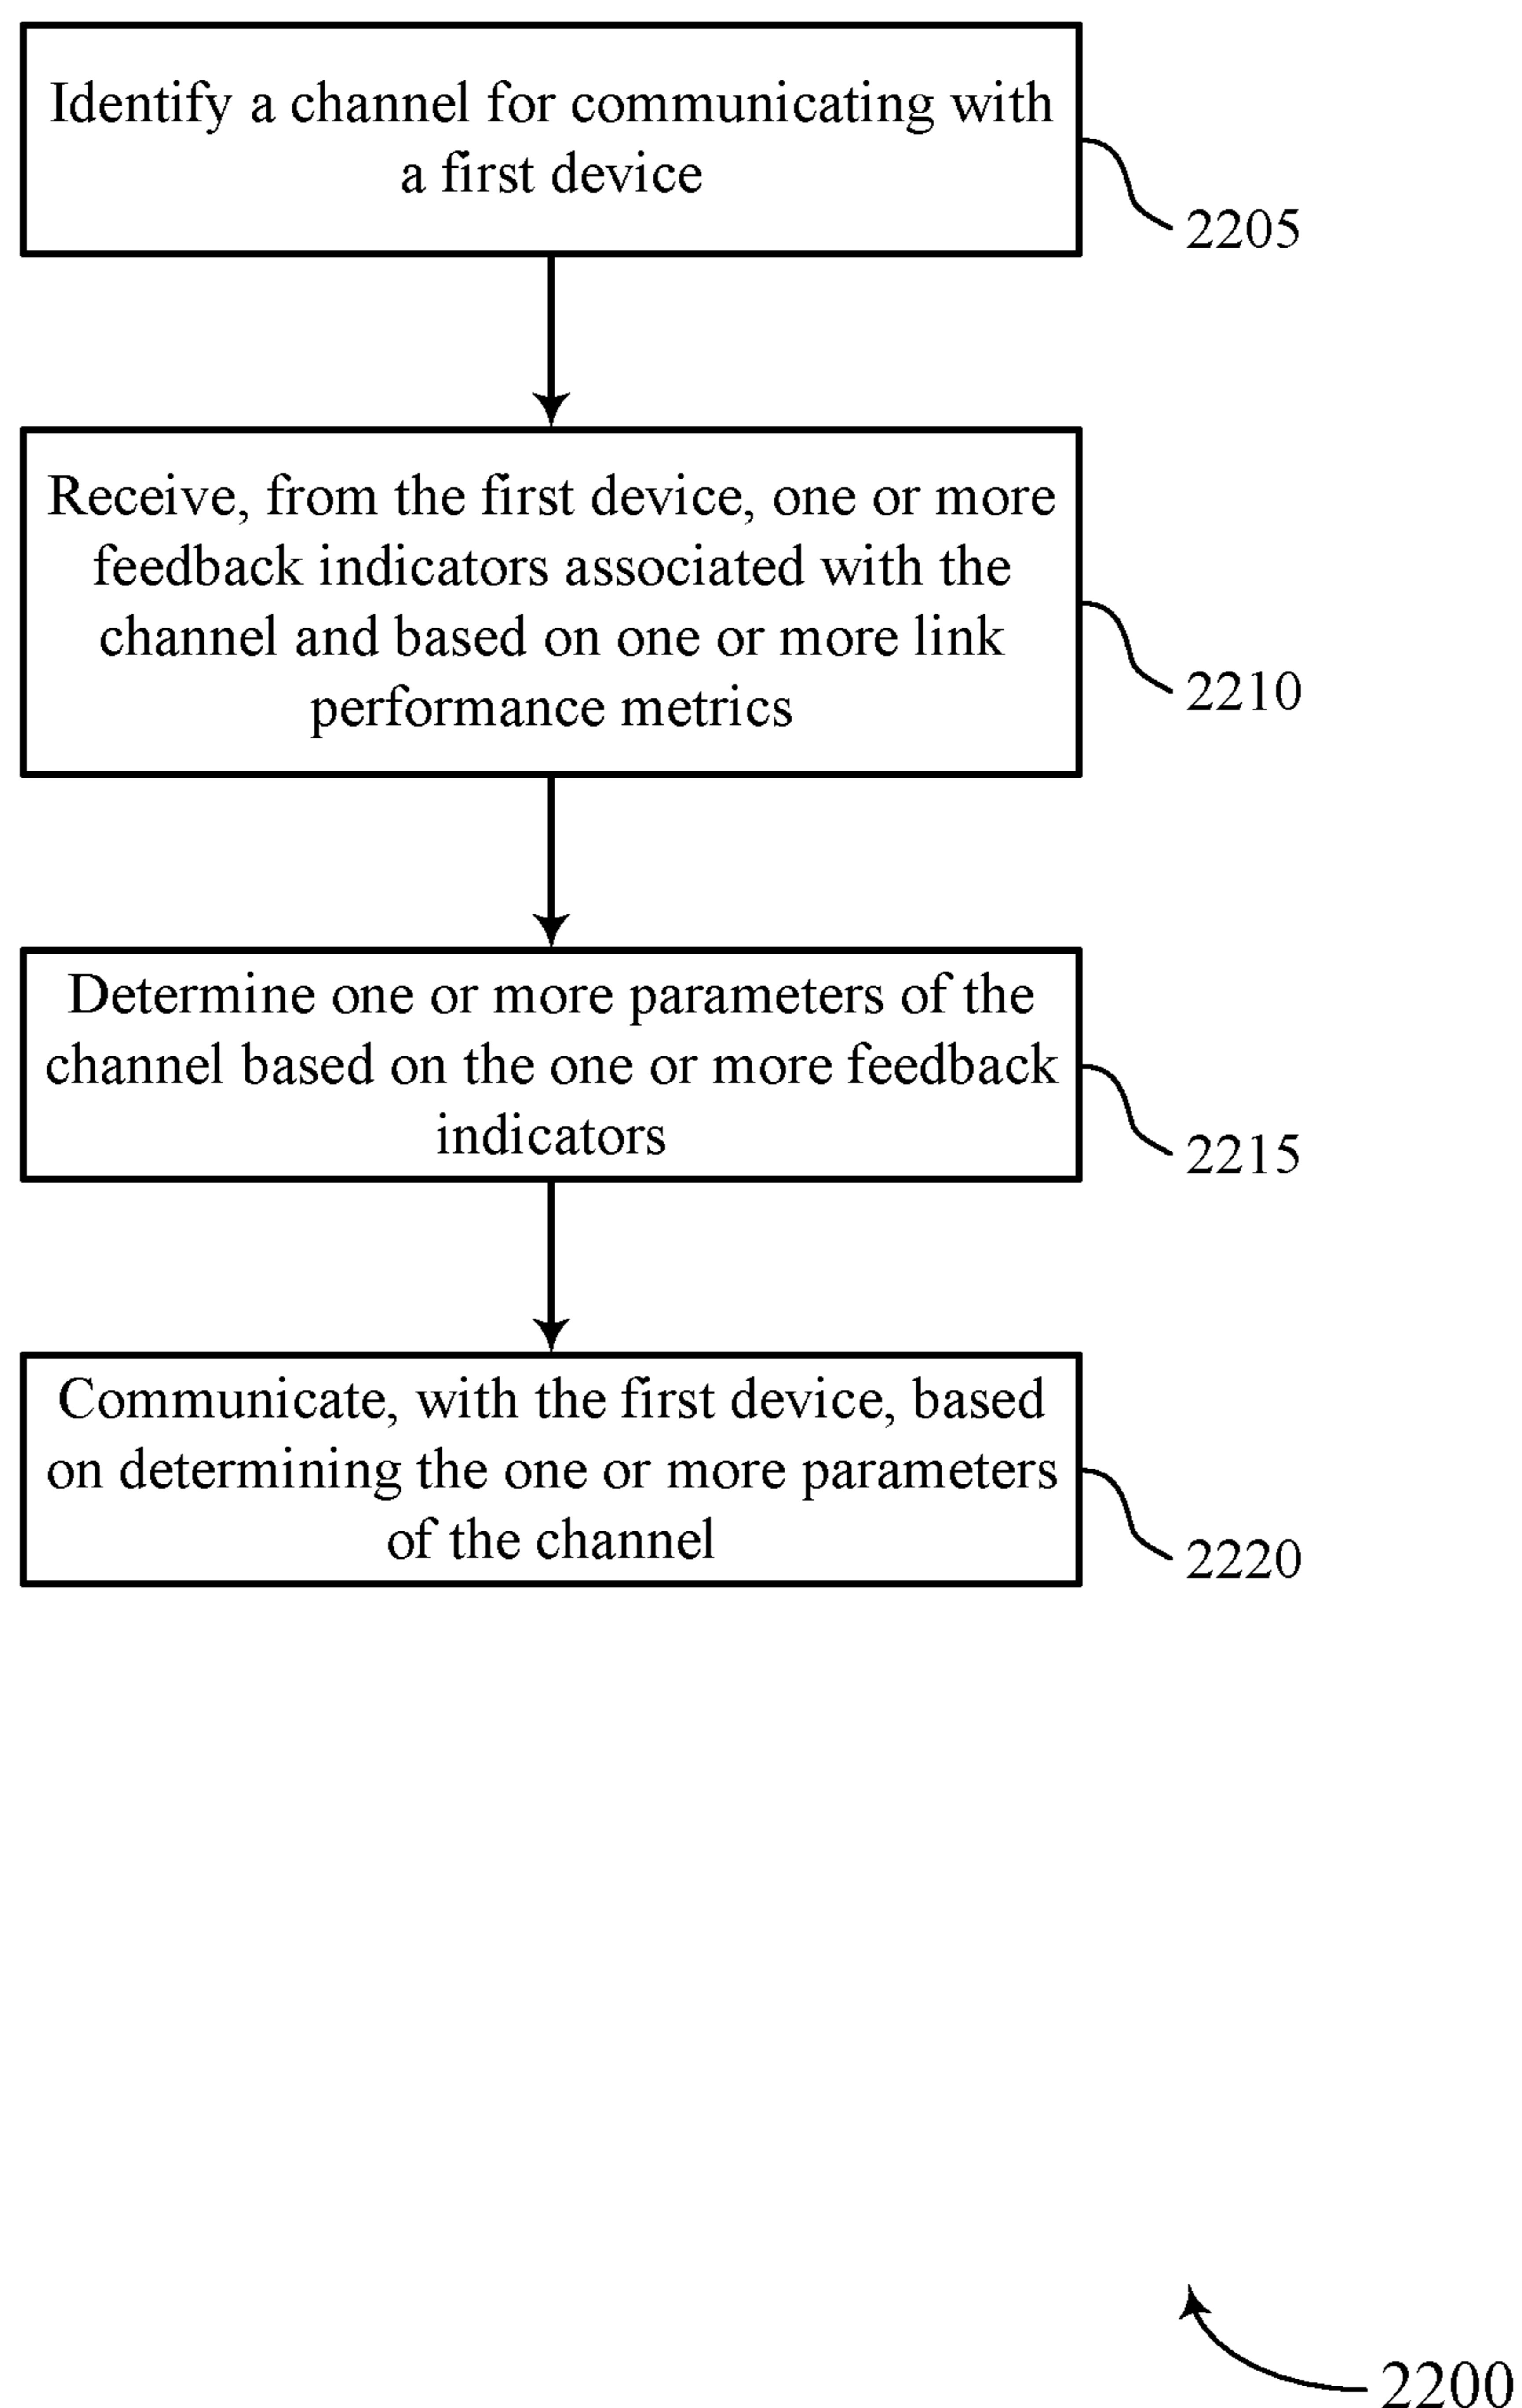 Identify a channel for communicating with
a first device
2205
Receive, from the first device, one or more
feedback indicators associated with the
channel and based on one or more link
performance metrics
2210
Determine one or more parameters of the
channel based on the one or more feedback
indicators
2215
Communicate, with the first device, based
on determining the one or more parameters
of the channel
2220
2200